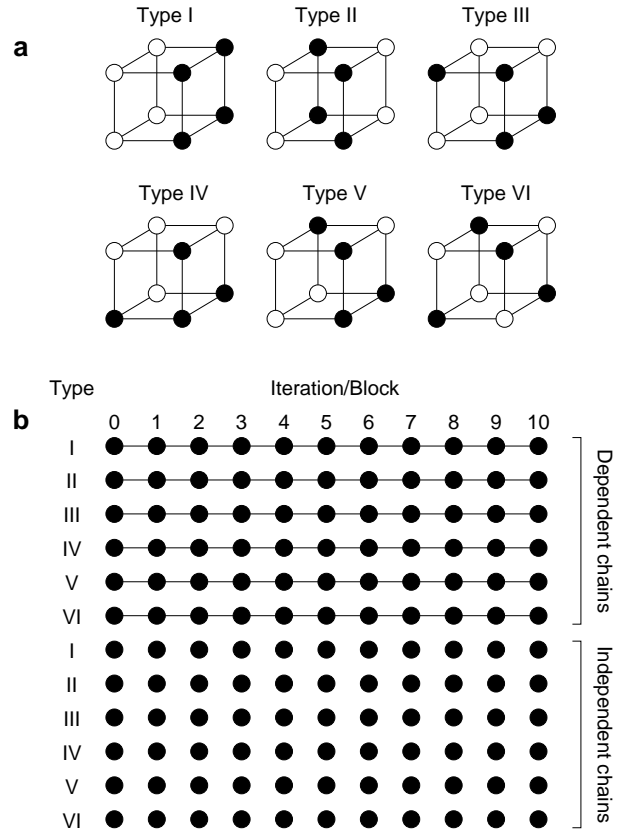 Type I Type II Type III
a
Type IV Type V Type VI
Type Iteration/Block
b 0 1 2 3 4 5 6 7 8 9 10
I
II
III
IV
V
VI
Dependent chains
I
II
III
IV
V
VI
Independent chains